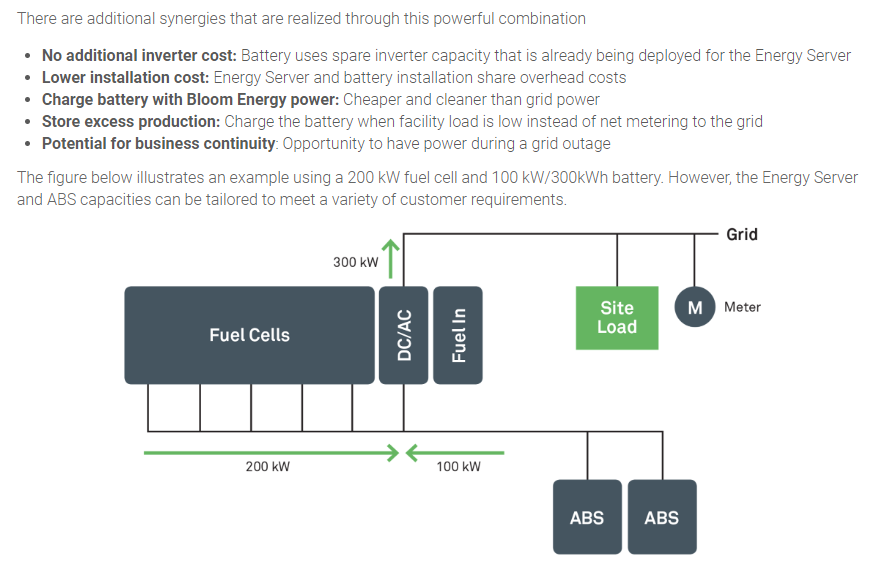 There are additional synergies that are realized through this powerful combination
• No additional inverter cost: Battery uses spare inverter capacity that is already being deployed for the Energy Server
• Lower installation cost: Energy Server and battery installation share overhead costs
• Charge battery with Bloom Energy power: Cheaper and cleaner than grid power
• Store excess production: Charge the battery when facility load is low instead of net metering to the grid
• Potential for business continuity: Opportunity to have power during a grid outage
The figure below illustrates an example using a 200 kW fuel cell and 100 kW/300kWh battery. However, the Energy Server
and ABS capacities can be tailored to meet a variety of customer requirements.
Grid
300 kW
Fuel Cells
DC/AC
Fuel In
Site
Load
M
Meter
200 kW
100 kW
ABS
ABS